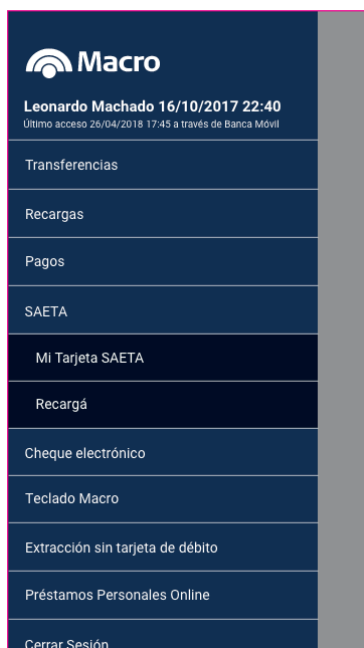 Macro
Leonardo Machado 16/10/2017 22:40
Último acceso 26/04/2018 17:45 a través de Banca Móvil
Transferencias
Recargas
Pagos
SAETA
Mi Tarjeta SAETA
Recargá
Cheque electrónico
Teclado Macro
Extracción sin tarjeta de débito
Préstamos Personales Online
Cerrar Sesión